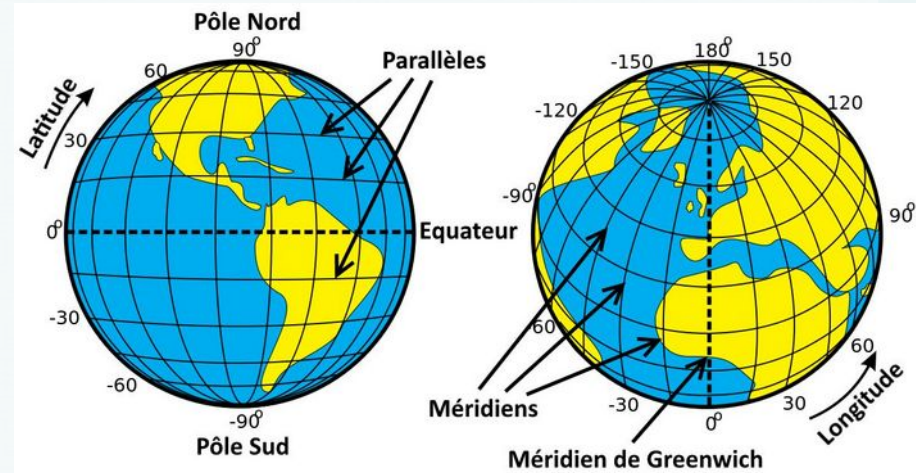 Pôle Nord
90°
60
Parallèles
Latitude
30
0°
Equateur
-30
-60
-90°
Pôle Sud
180°
-150
150
-120
120
-90°
90°
60
60
-30
30
0°
Longitude
Méridiens
Méridien de Greenwich